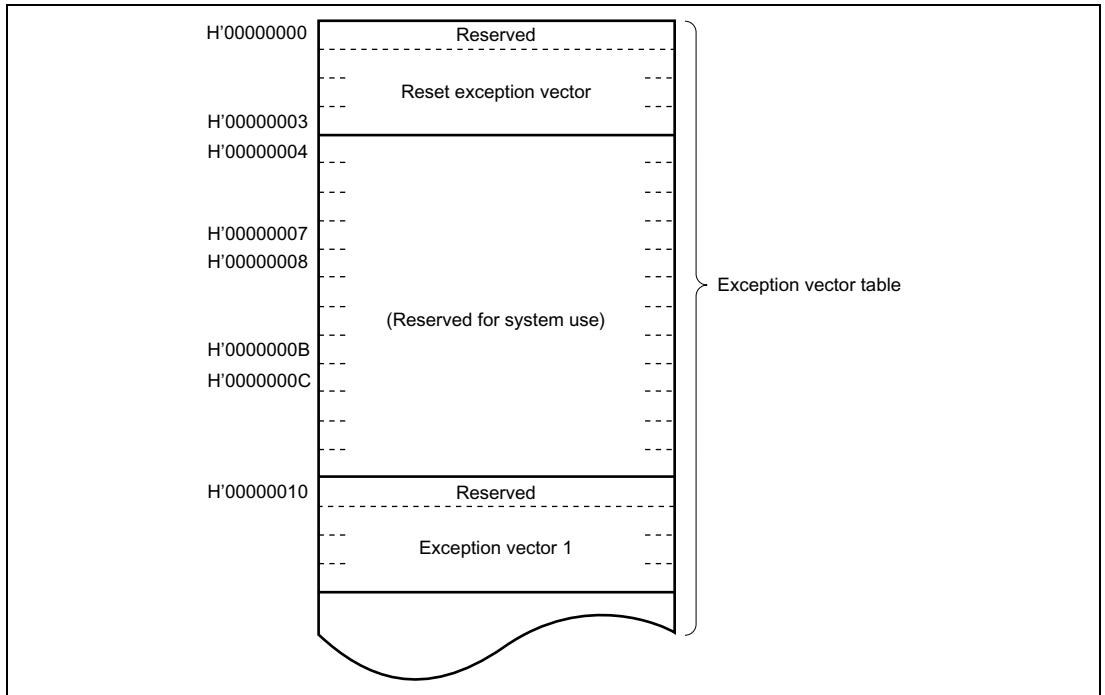 H'00000000 Reserved
Reset exception vector
H'00000003
H'00000004
H'00000007
H'00000008
Exception vector table
(Reserved for system use)
H'0000000B
H'0000000C
H'00000010 Reserved
Exception vector 1